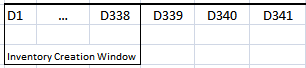 D1 ... D338 D339 D340 D341
Inventory Creation Window